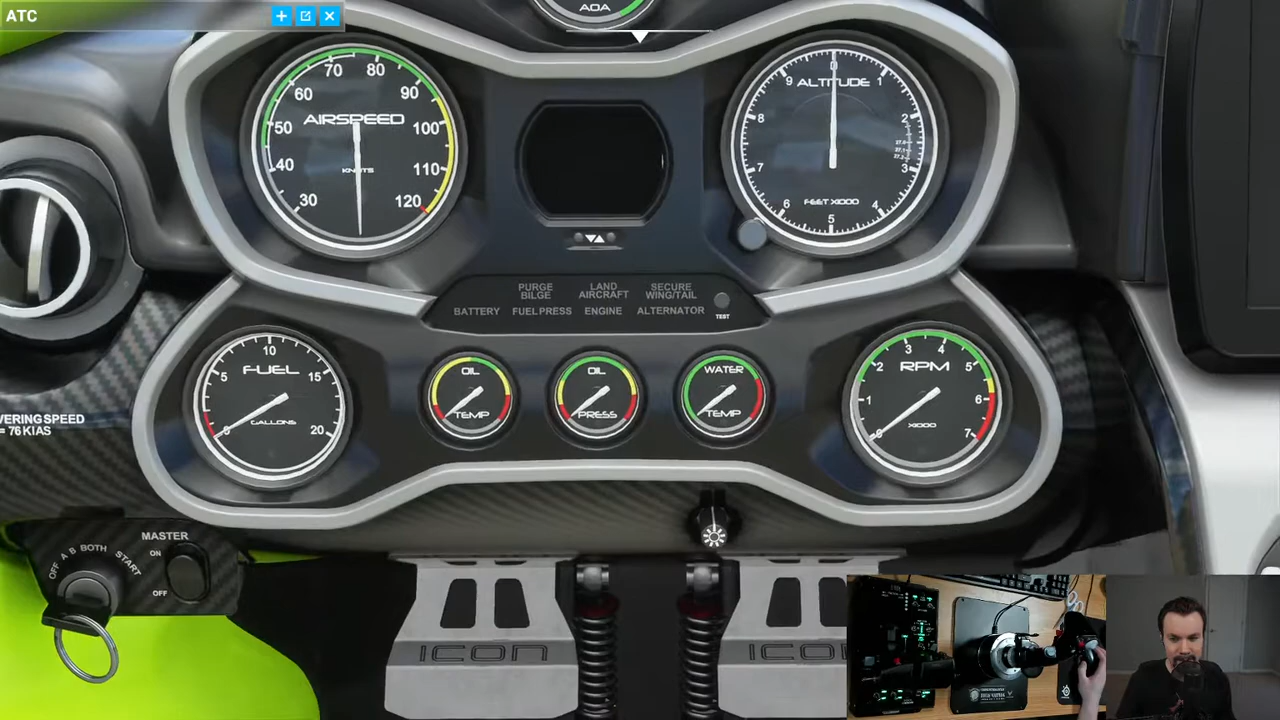 ATC
AOA
70 80
60 90
AIRSPEED
50 100
40 KNOTS 110
30 120
0
9 ALTITUDE 1
8 2
7 3
6 FEET X1000 4
5
PURGE BILGE
LAND AIRCRAFT
SECURE WING/TAIL
BATTERY FUEL PRESS ENGINE ALTERNATOR TEST
10
5 FUEL 15
GALLONS
0 20
OIL
TEMP
OIL
PRESS
WATER
TEMP
3 4
2 RPM 5
1 6
X1000
0 7
VERING SPEED
= 76 KIAS
MASTER
OFF A B BOTH START
ON
OFF
ICON
ICON